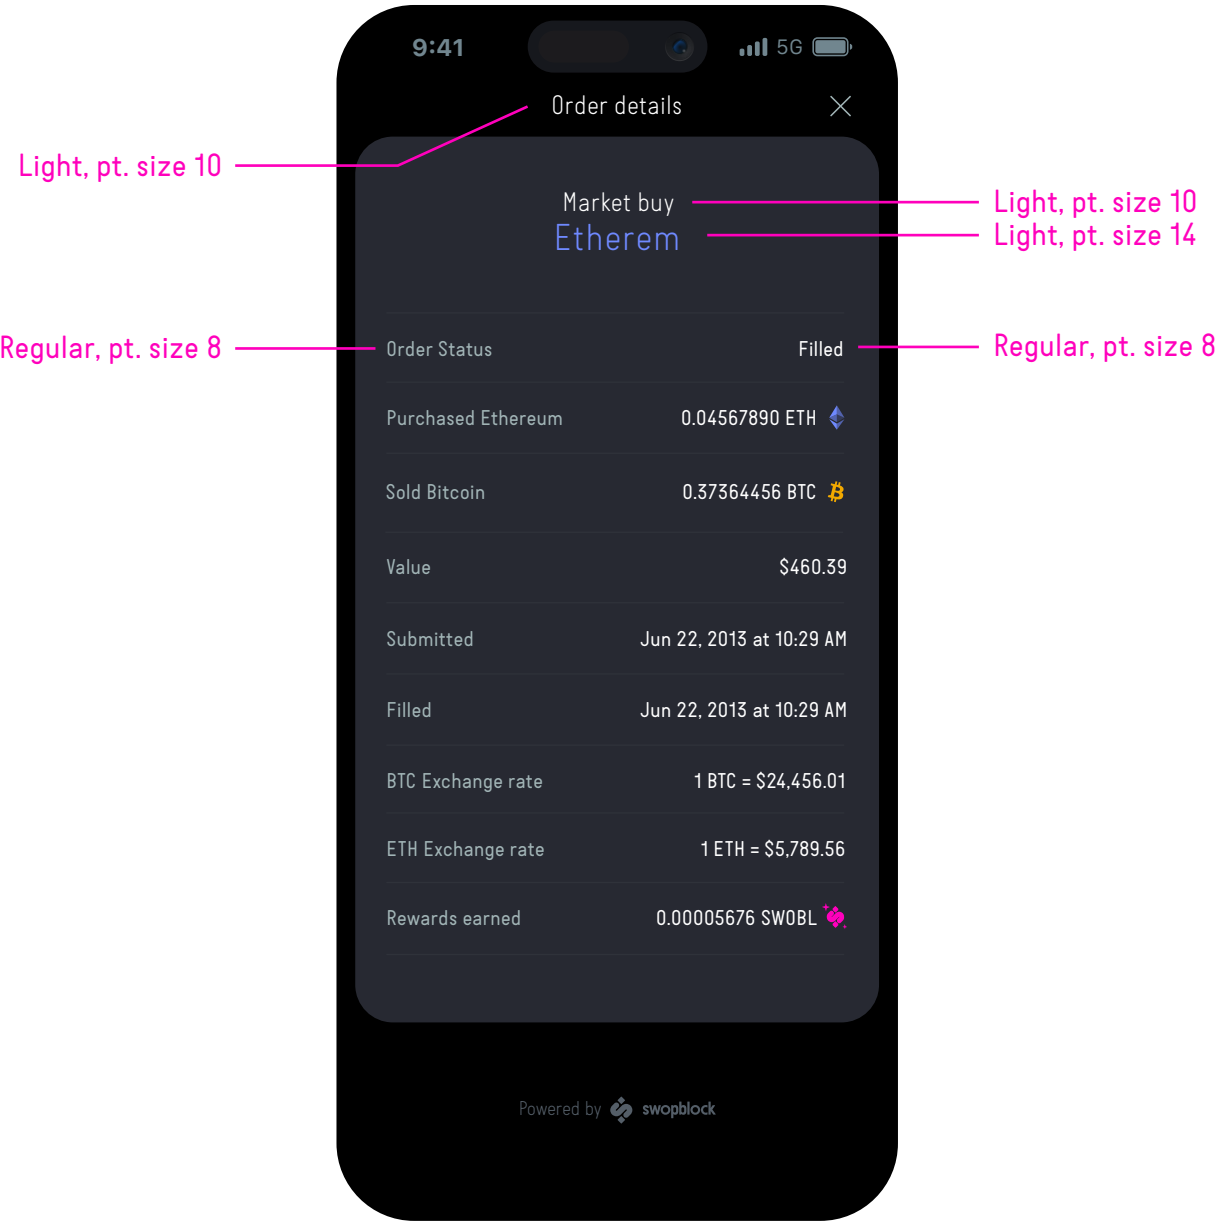 9:41
5G
Order details
Light, pt. size 10
Market buy
Light, pt. size 10
Etherem
Light, pt. size 14
Regular, pt. size 8
Order Status
Filled
Regular, pt. size 8
Purchased Ethereum
0.04567890 ETH
Sold Bitcoin
0.37364456 BTC
Value
$460.39
Submitted
Jun 22, 2013 at 10:29 AM
Filled
Jun 22, 2013 at 10:29 AM
BTC Exchange rate
1 BTC = $24,456.01
ETH Exchange rate
1 ETH = $5,789.56
Rewards earned
0.00005676 SWOBL
Powered by swopblock